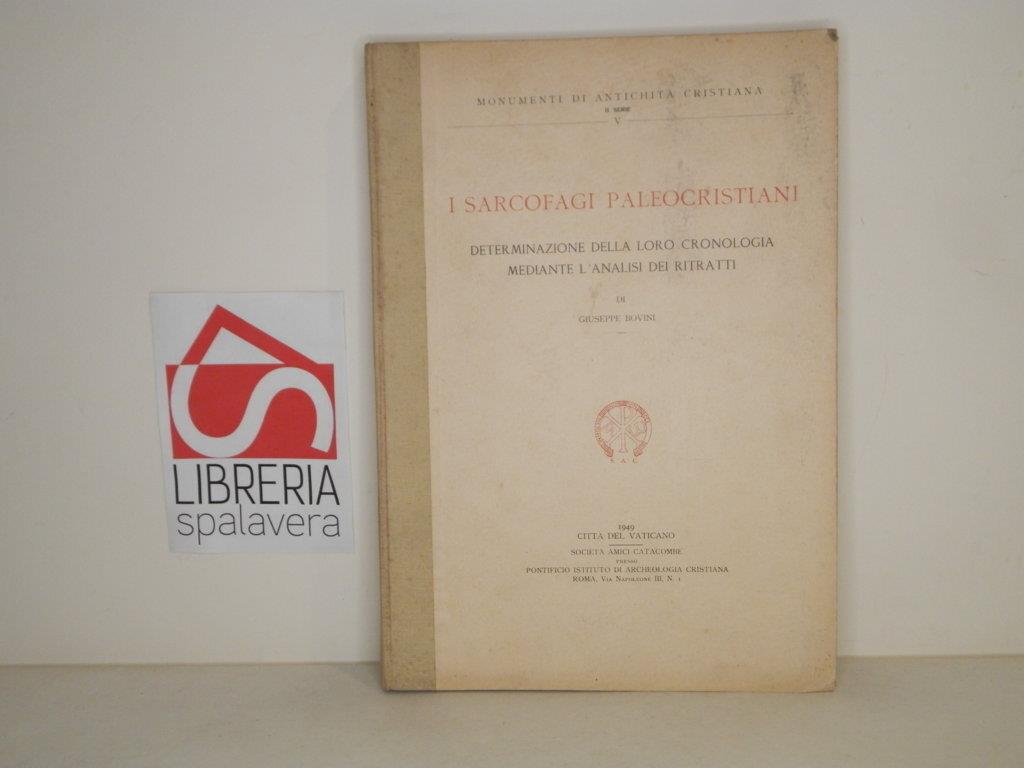 MONUMENTI DI ANTICHITÀ CRISTIANA
II SERIE
V
I SARCOFAGI PALEOCRISTIANI
DETERMINAZIONE DELLA LORO CRONOLOGIA
MEDIANTE L'ANALISI DEI RITRATTI
DI
GIUSEPPE BOVINI
S. A. C.
1949
CITTÀ DEL VATICANO
SOCIETÀ AMICI CATACOMBE
PRESSO
PONTIFICIO ISTITUTO DI ARCHEOLOGIA CRISTIANA
ROMA, VIA NAPOLEONE III, N. 1
LIBRERIA
spalavera